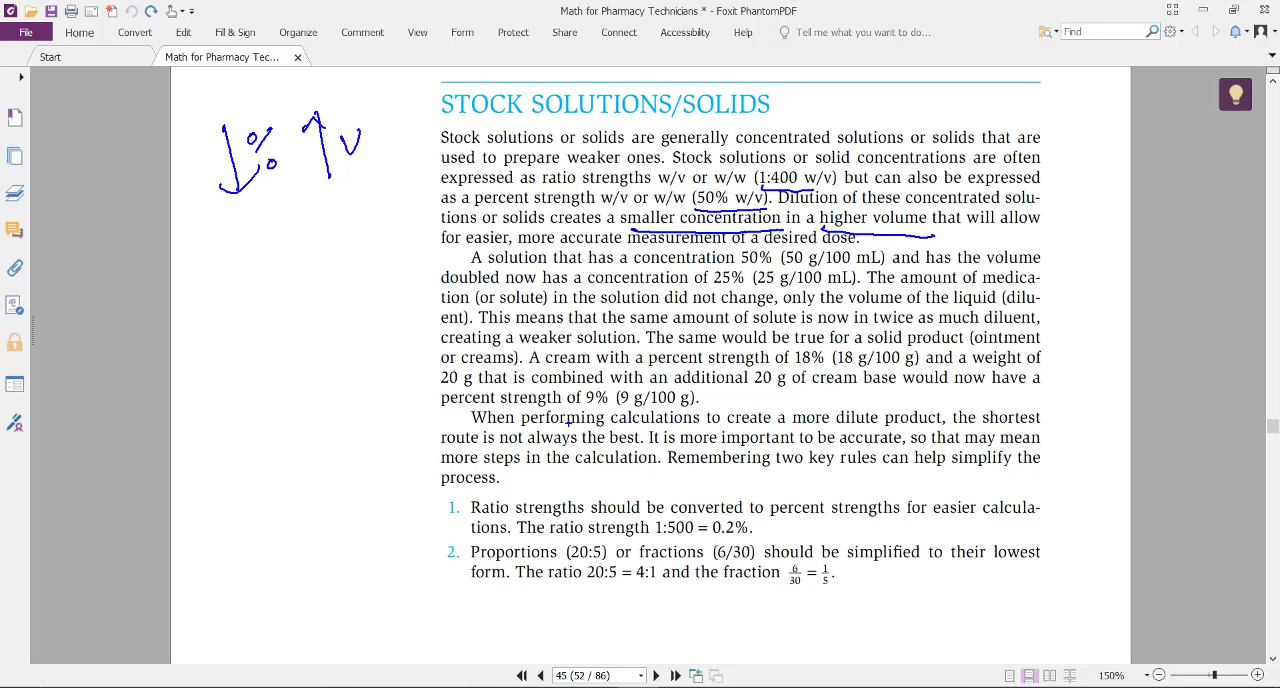 Math for Pharmacy Technicians * - Foxit PhantomPDF
File Home Convert Edit Fill & Sign Organize Comment View Form Protect Share Connect Accessibility Help Tell me what you want to do... Find
Start Math for Pharmacy Tec...
STOCK SOLUTIONS/SOLIDS
Stock solutions or solids are generally concentrated solutions or solids that are
used to prepare weaker ones. Stock solutions or solid concentrations are often
expressed as ratio strengths w/v or w/w (1:400 w/v) but can also be expressed
as a percent strength w/v or w/w (50% w/v). Dilution of these concentrated solu-
tions or solids creates a smaller concentration in a higher volume that will allow
for easier, more accurate measurement of a desired dose.
A solution that has a concentration 50% (50 g/100 mL) and has the volume
doubled now has a concentration of 25% (25 g/100 mL). The amount of medica-
tion (or solute) in the solution did not change, only the volume of the liquid (dilu-
ent). This means that the same amount of solute is now in twice as much diluent,
creating a weaker solution. The same would be true for a solid product (ointment
or creams). A cream with a percent strength of 18% (18 g/100 g) and a weight of
20 g that is combined with an additional 20 g of cream base would now have a
percent strength of 9% (9 g/100 g).
When performing calculations to create a more dilute product, the shortest
route is not always the best. It is more important to be accurate, so that may mean
more steps in the calculation. Remembering two key rules can help simplify the
process.
1. Ratio strengths should be converted to percent strengths for easier calcula-
tions. The ratio strength 1:500 = 0.2%.
2. Proportions (20:5) or fractions (6/30) should be simplified to their lowest
form. The ratio 20:5 = 4:1 and the fraction 6/30 = 1/5.
↓% ↑v
45 (52 / 86) 150%